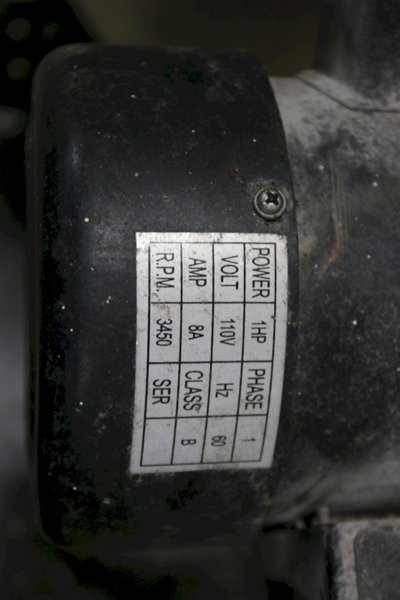 POWER 1HP PHASE 1
VOLT 110V Hz 60
AMP 8A CLASS B
R.P.M. 3450 SER